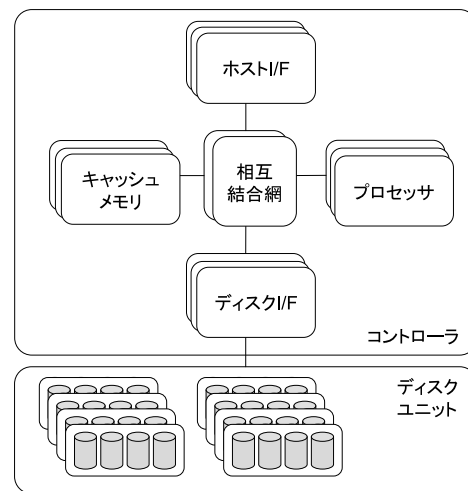 ホストI/F
キャッシュ
メモリ
相互
結合網
プロセッサ
ディスクI/F
コントローラ
ディスク
ユニット